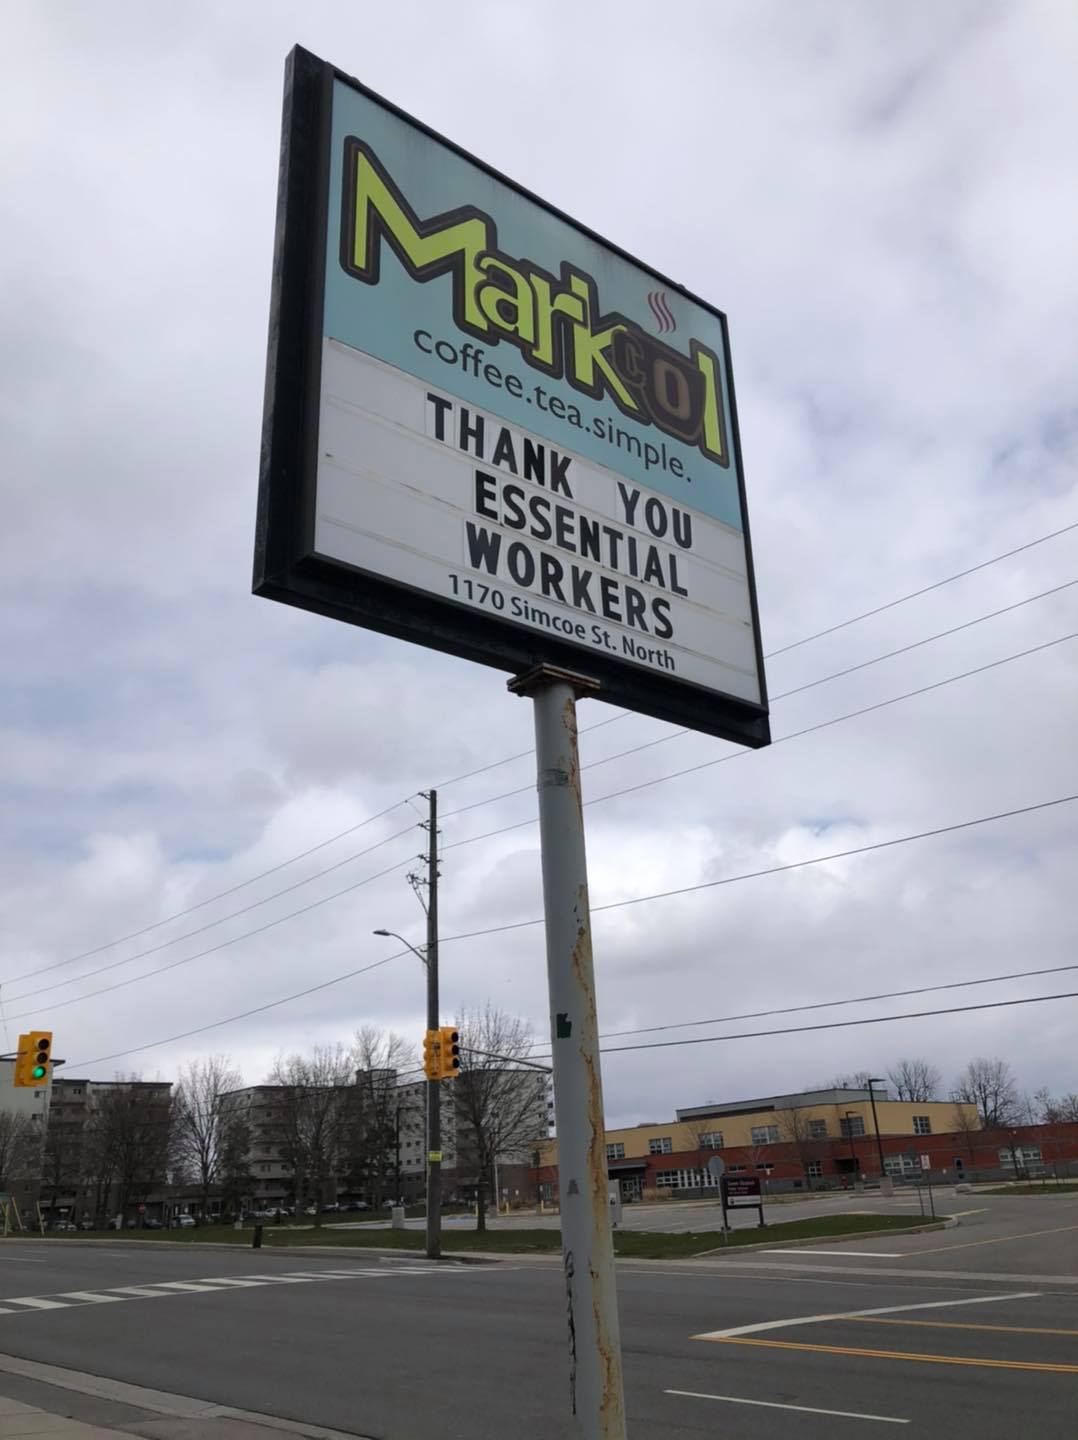 Markcol
coffee.tea.simple.
THANK YOU
ESSENTIAL
WORKERS
1170 Simcoe St. North